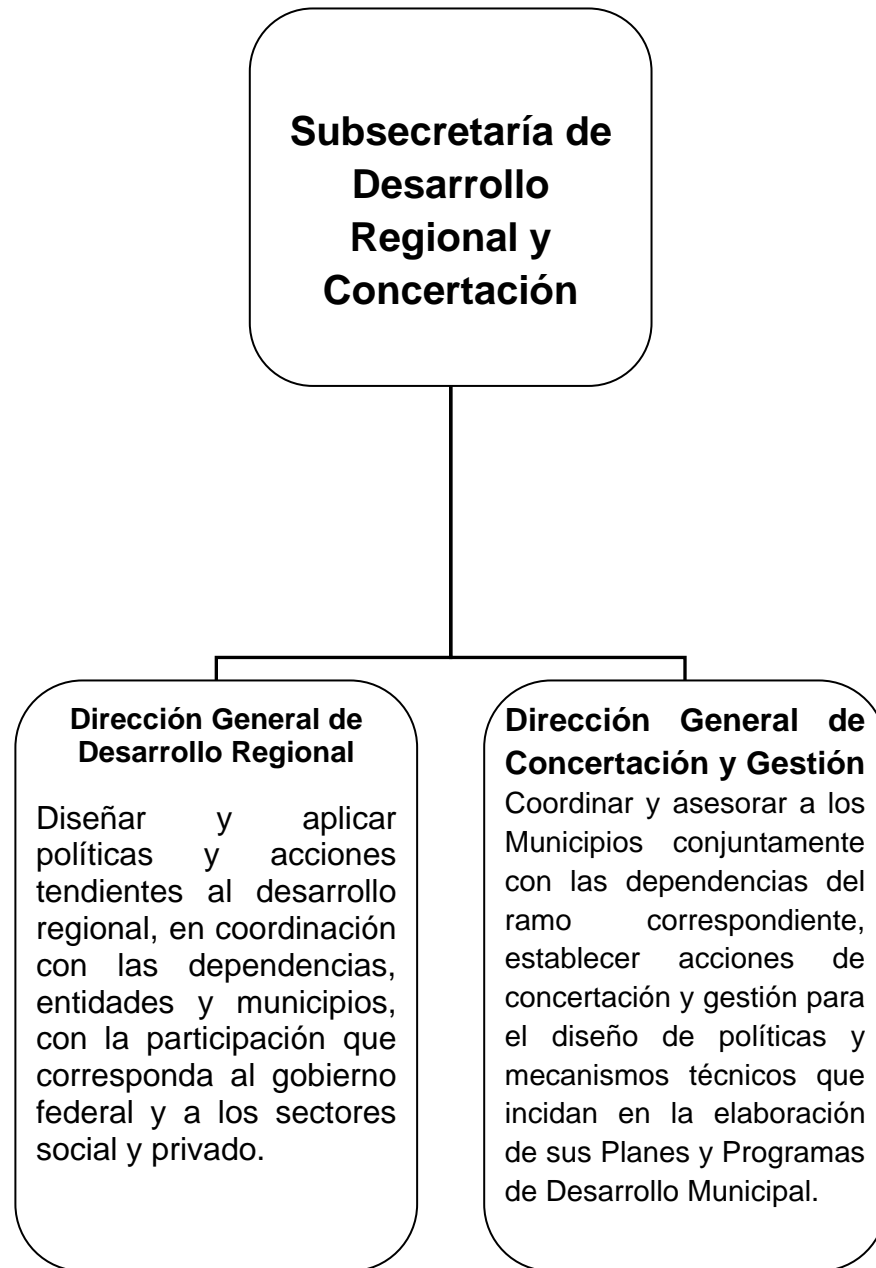 Subsecretaría de
Desarrollo
Regional y
Concertación
Dirección General de
Desarrollo Regional
Diseñar y aplicar
políticas y acciones
tendientes al desarrollo
regional, en coordinación
con las dependencias,
entidades y municipios,
con la participación que
corresponda al gobierno
federal y a los sectores
social y privado.
Dirección General de
Concertación y Gestión
Coordinar y asesorar a los
Municipios conjuntamente
con las dependencias del
ramo correspondiente,
establecer acciones de
concertación y gestión para
el diseño de políticas y
mecanismos técnicos que
incidan en la elaboración
de sus Planes y Programas
de Desarrollo Municipal.